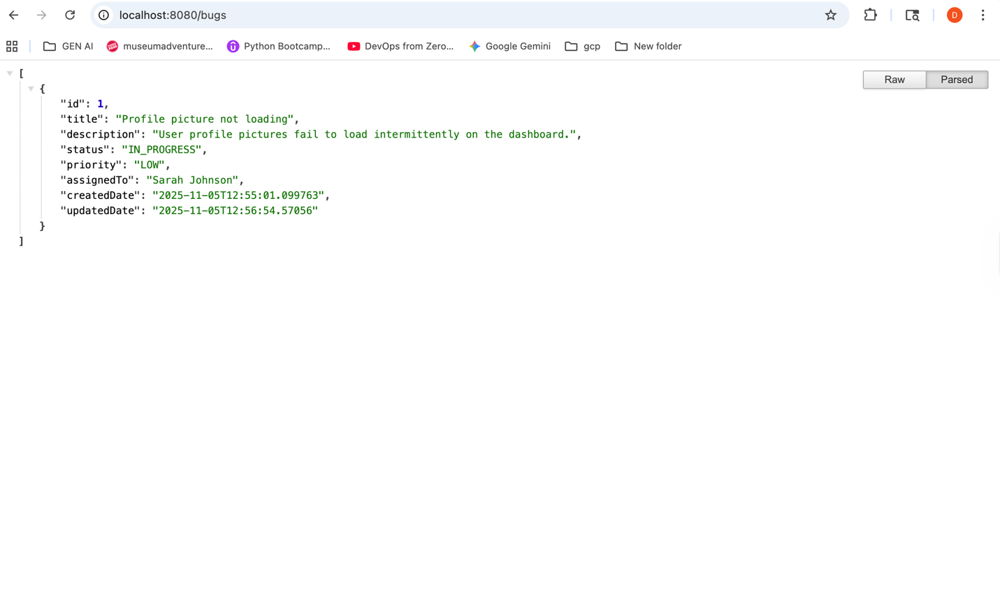 localhost:8080/bugs
D
GEN AI museumadventure... Python Bootcamp... DevOps from Zero... Google Gemini gcp New folder
Raw Parsed
[
{
"id": 1,
"title": "Profile picture not loading",
"description": "User profile pictures fail to load intermittently on the dashboard.",
"status": "IN_PROGRESS",
"priority": "LOW",
"assignedTo": "Sarah Johnson",
"createdDate": "2025-11-05T12:55:01.099763",
"updatedDate": "2025-11-05T12:56:54.57056"
}
]